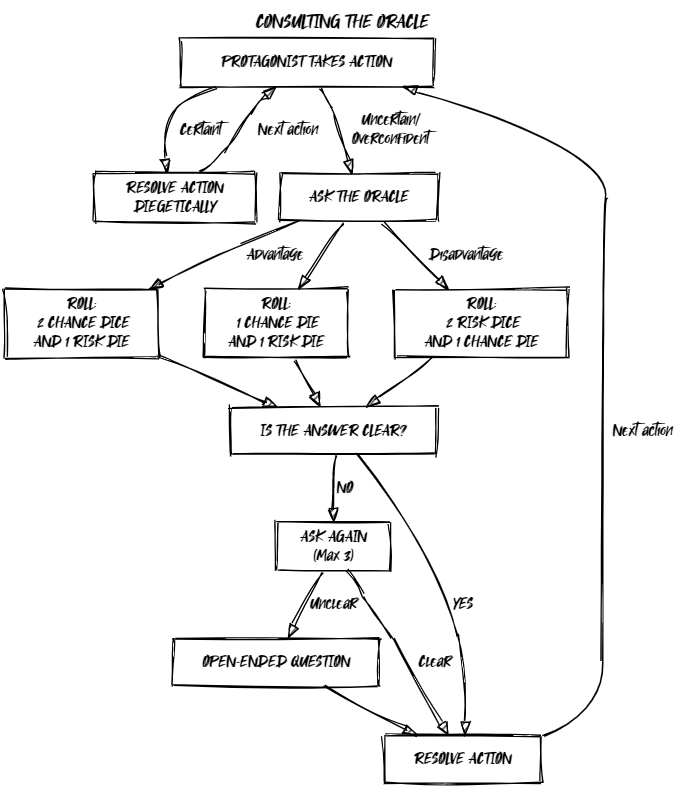 CONSULTING THE ORACLE
PROTAGONIST TAKES ACTION
Certaint
Next action
Uncertain/
Overconfident
RESOLVE ACTION
DIEGETICALLY
ASK THE ORACLE
Advantage
Disadvantage
ROLL:
2 CHANCE DICE
AND 1 RISK DIE
ROLL:
1 CHANCE DIE
AND 1 RISK DIE
ROLL:
2 RISK DICE
AND 1 CHANCE DIE
IS THE ANSWER CLEAR?
Next action
NO
ASK AGAIN
(Max 3)
Unclear
YES
OPEN-ENDED QUESTION
Clear
RESOLVE ACTION